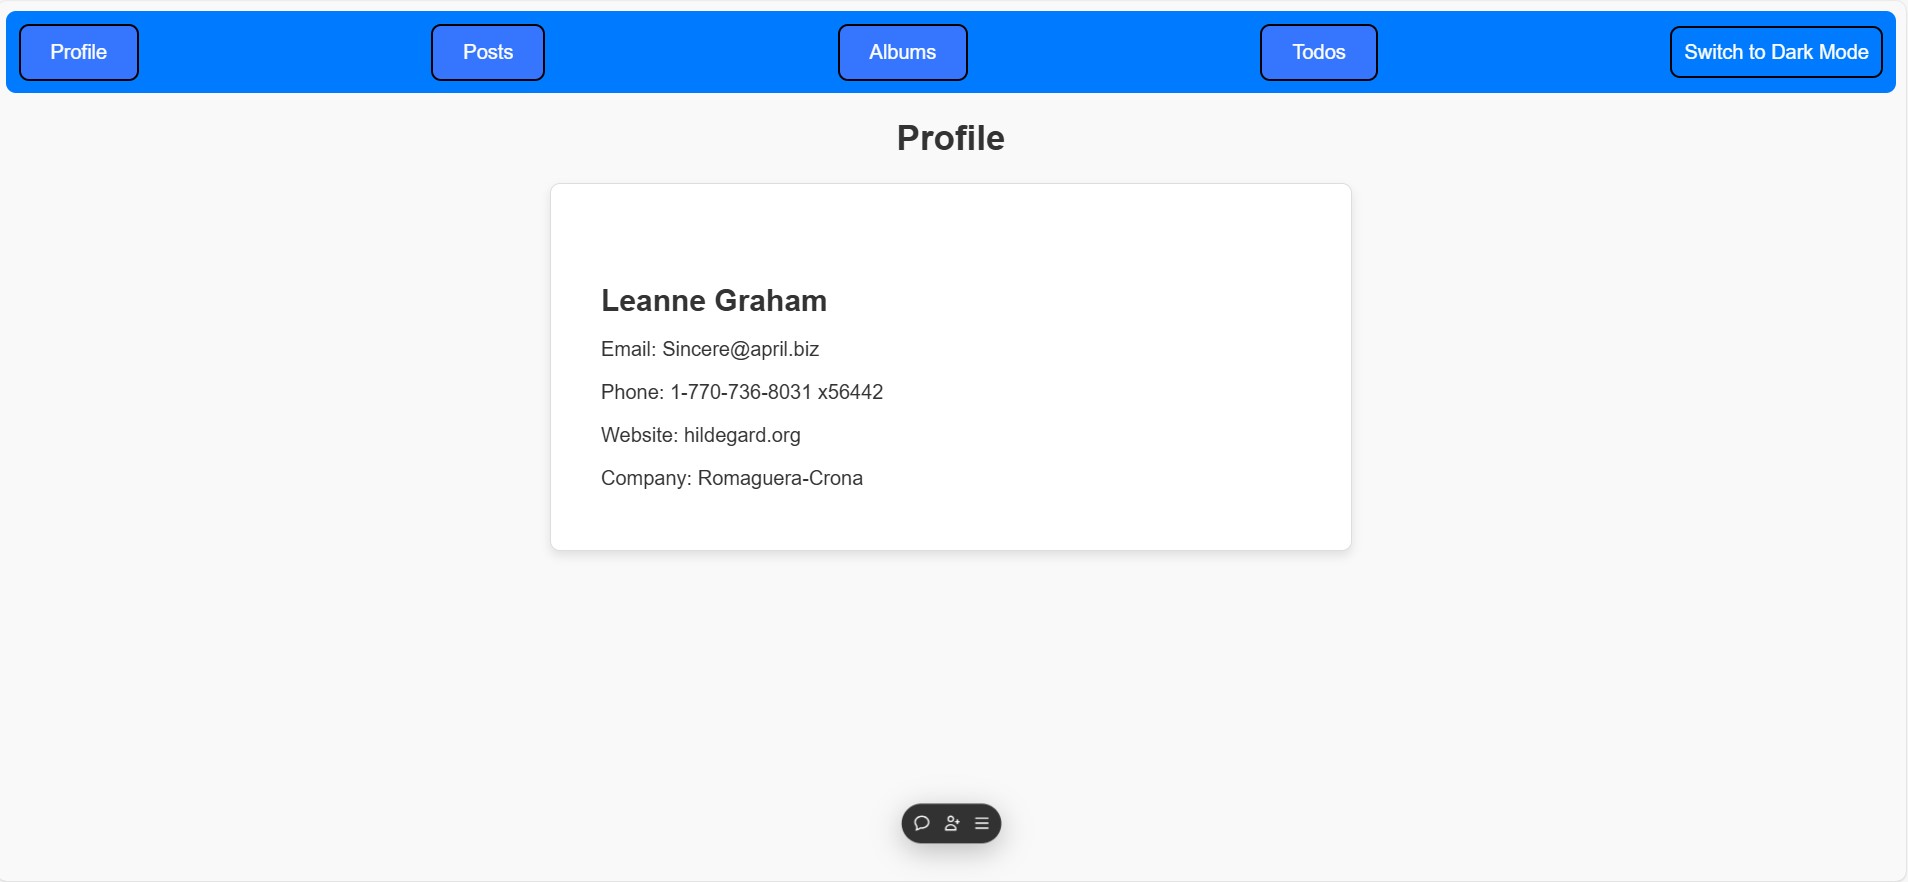 Profile
Posts
Albums
Todos
Switch to Dark Mode
Profile
Leanne Graham
Email: Sincere@april.biz
Phone: 1-770-736-8031 x56442
Website: hildegard.org
Company: Romaguera-Crona